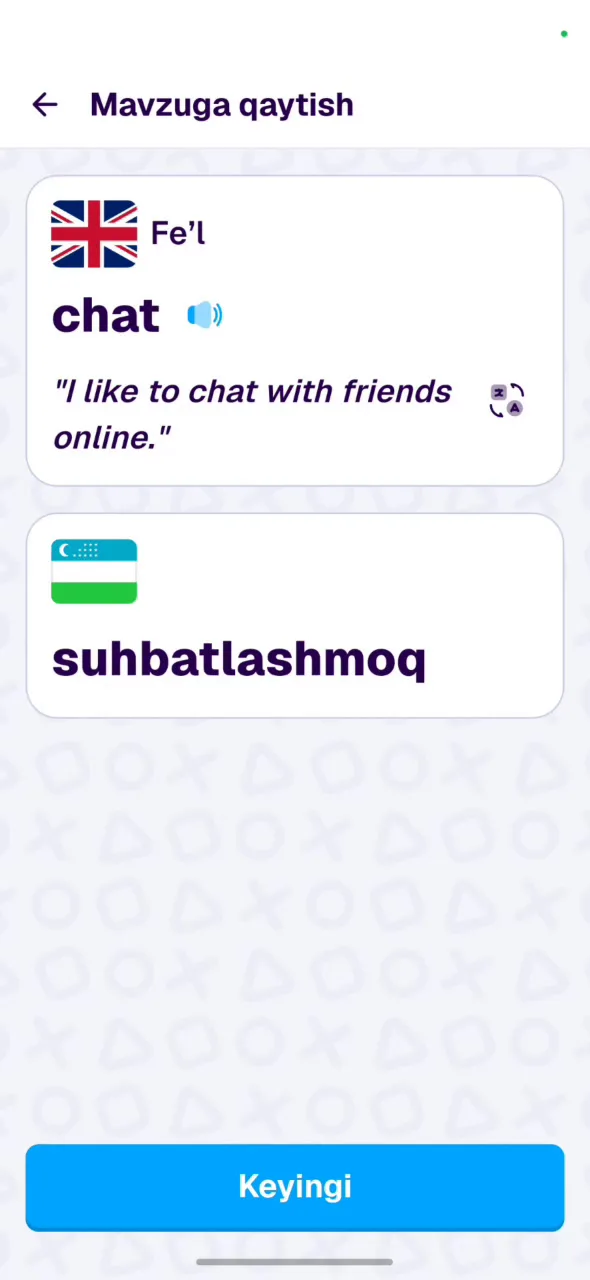 Mavzuga qaytish
Fe’l
chat
"I like to chat with friends
online."
suhbatlashmoq
Keyingi